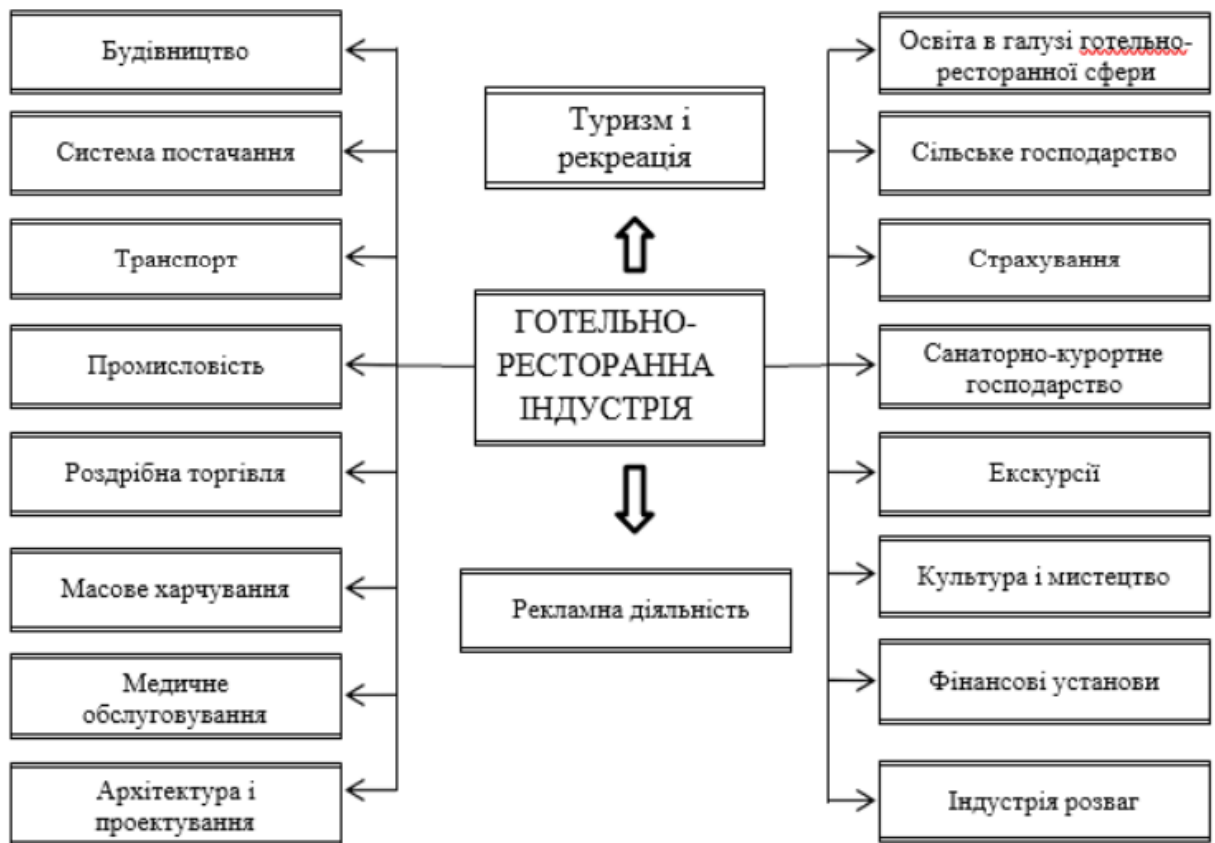 Будівництво
Система постачання
Транспорт
Промисловість
Роздрібна торгівля
Масове харчування
Медичне
обслуговування
Архітектура і
проектування
Туризм і
рекреація
ГОТЕЛЬНО-
РЕСТОРАННА
ІНДУСТРІЯ
Рекламна діяльність
Освіта в галузі готельно-
ресторанної сфери
Сільське господарство
Страхування
Санаторно-курортне
господарство
Екскурсії
Культура і мистецтво
Фінансові установи
Індустрія розваг